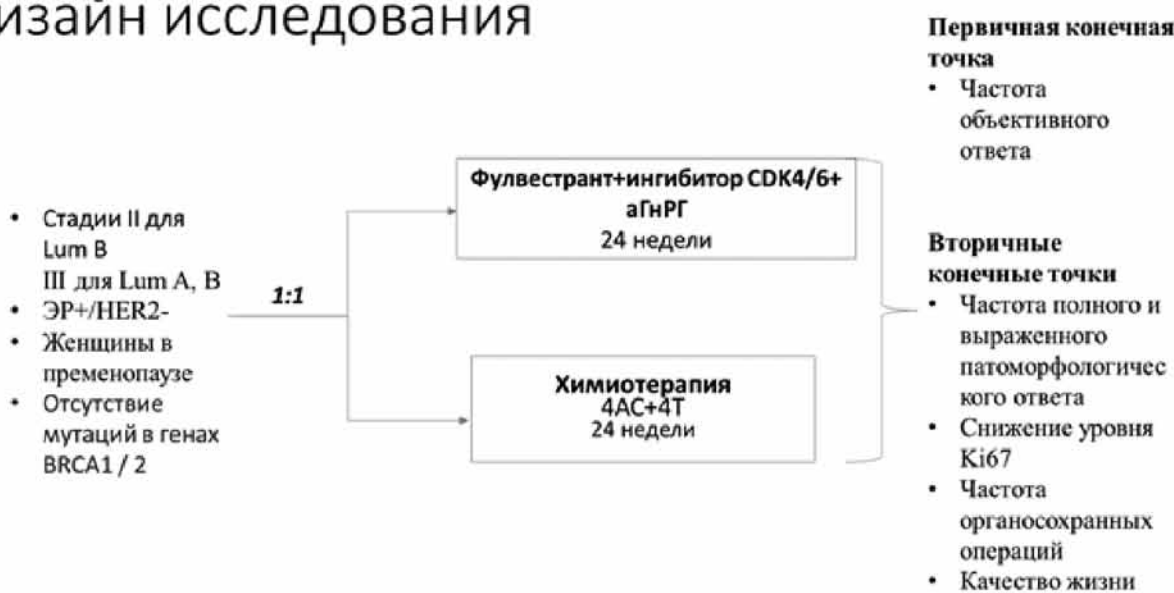 изайн исследования
Стадии II для
Lum B
III для Lum A, B
ЭР+/HER2-
Женщины в
пременопаузе
Отсутствие
мутаций в генах
BRCA1 / 2
1:1
Фулвестрант+ингибитор CDK4/6+
аГнРГ
24 недели
Химиотерапия
4AC+4T
24 недели
Первичная конечная
точка
• Частота
объективного
ответа
Вторичные
конечные точки
• Частота полного и
выраженного
патоморфологичес
кого ответа
• Снижение уровня
Ki67
• Частота
органосохранных
операций
• Качество жизни